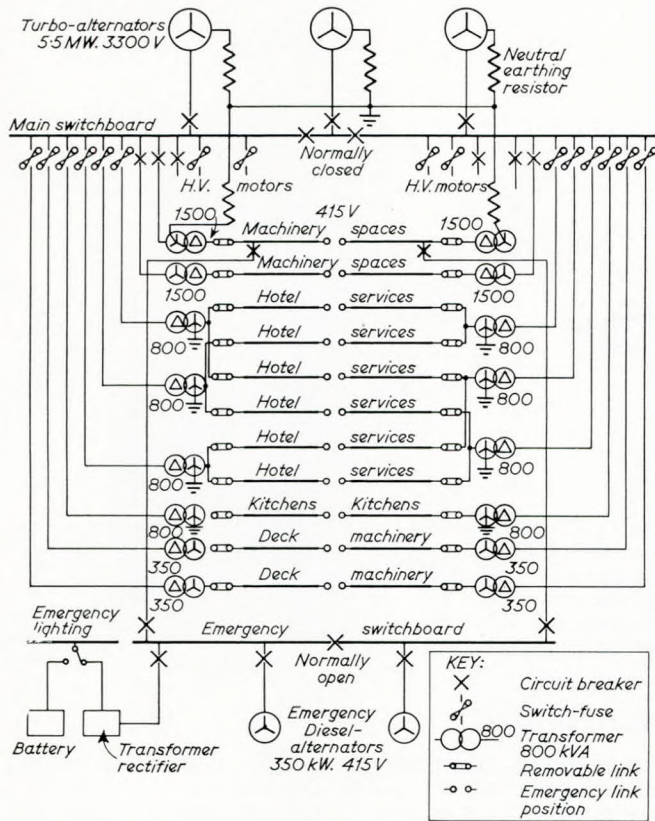 Turbo-alternators
5·5 MW. 3300 V
Neutral
earthing
resistor
Main switchboard
Normally
closed
H.V. motors
H.V. motors
415 V
1500 Machinery spaces 1500
Machinery spaces
1500 1500
Hotel services
800 800
Hotel services
Hotel services
800 800
Hotel services
Hotel services
800 800
Hotel services
Kitchens Kitchens
800 800
Deck machinery
350 350
Deck machinery
350 350
Emergency
lighting
Emergency switchboard
Normally
open
Battery
Transformer
rectifier
Emergency
Diesel-
alternators
350 kW. 415 V
KEY:
Circuit breaker
Switch-fuse
800 Transformer
800 kVA
Removable link
Emergency link
position